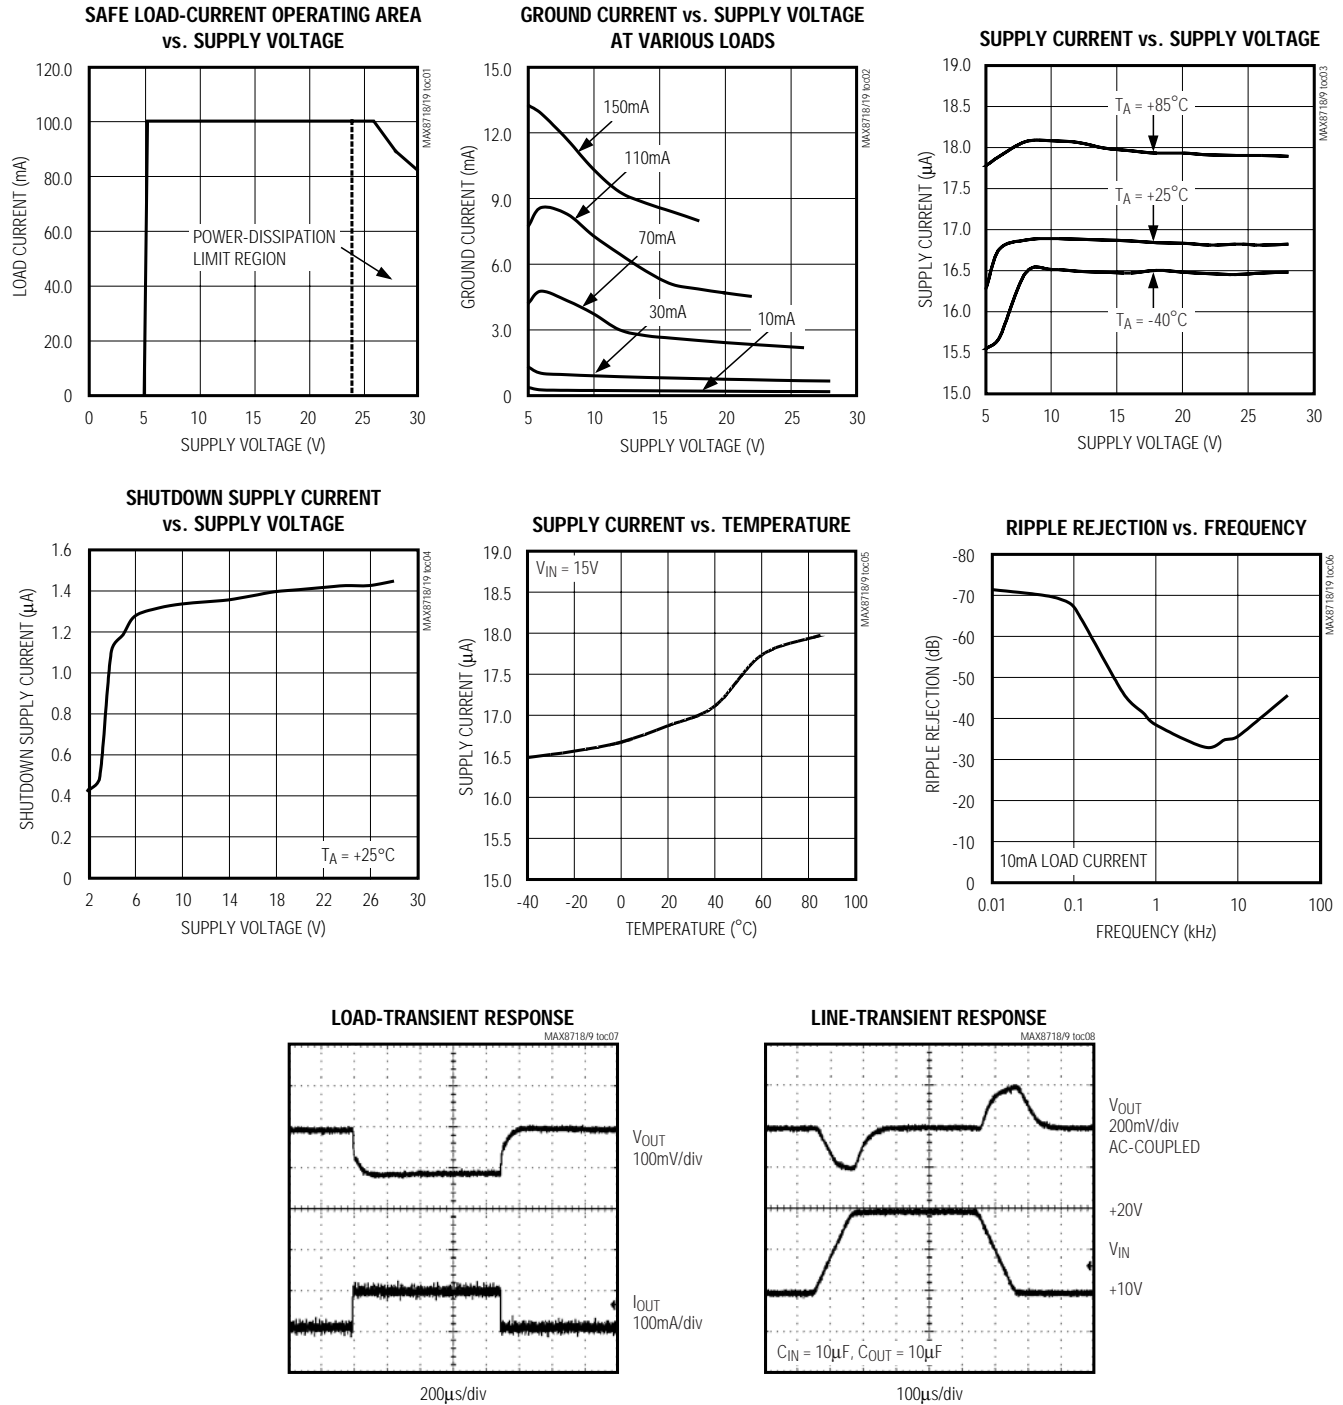 SAFE LOAD-CURRENT OPERATING AREA
vs. SUPPLY VOLTAGE
MAX8718/19 toc01
120.0
100.0
80.0
60.0
40.0
20.0
0
LOAD CURRENT (mA)
POWER-DISSIPATION
LIMIT REGION
0 5 10 15 20 25 30
SUPPLY VOLTAGE (V)
GROUND CURRENT vs. SUPPLY VOLTAGE
AT VARIOUS LOADS
MAX8718/19 toc02
15.0
12.0
9.0
6.0
3.0
0
GROUND CURRENT (mA)
150mA
110mA
70mA
30mA
10mA
5 10 15 20 25 30
SUPPLY VOLTAGE (V)
SUPPLY CURRENT vs. SUPPLY VOLTAGE
MAX8718/9 toc03
19.0
18.5
18.0
17.5
17.0
16.5
16.0
15.5
15.0
SUPPLY CURRENT (μA)
TA = +85°C
TA = +25°C
TA = -40°C
5 10 15 20 25 30
SUPPLY VOLTAGE (V)
SHUTDOWN SUPPLY CURRENT
vs. SUPPLY VOLTAGE
MAX8718/19 toc04
1.6
1.4
1.2
1.0
0.8
0.6
0.4
0.2
0
SHUTDOWN SUPPLY CURRENT (μA)
TA = +25°C
2 6 10 14 18 22 26 30
SUPPLY VOLTAGE (V)
SUPPLY CURRENT vs. TEMPERATURE
MAX8718/9 toc05
19.0
18.5
18.0
17.5
17.0
16.5
16.0
15.5
15.0
SUPPLY CURRENT (μA)
VIN = 15V
-40 -20 0 20 40 60 80 100
TEMPERATURE (°C)
RIPPLE REJECTION vs. FREQUENCY
MAX8718/19 toc06
-80
-70
-60
-50
-40
-30
-20
-10
0
RIPPLE REJECTION (dB)
10mA LOAD CURRENT
0.01 0.1 1 10 100
FREQUENCY (kHz)
LOAD-TRANSIENT RESPONSE
MAX8718/9 toc07
VOUT
100mV/div
IOUT
100mA/div
200μs/div
LINE-TRANSIENT RESPONSE
MAX8718/9 toc08
VOUT
200mV/div
AC-COUPLED
+20V
VIN
+10V
CIN = 10μF, COUT = 10μF
100μs/div